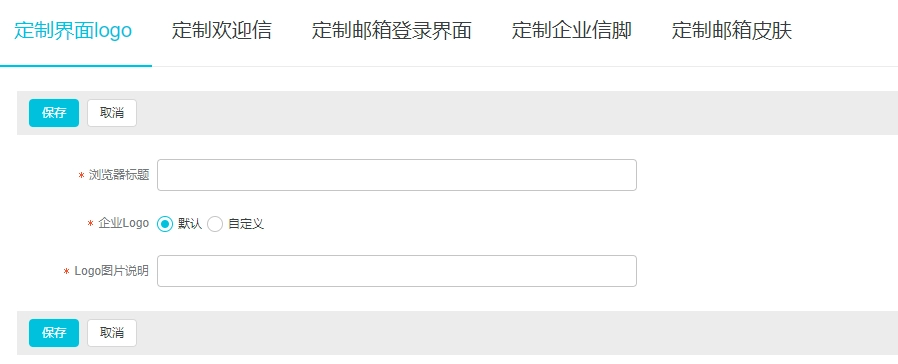 定制界面logo 定制欢迎信 定制邮箱登录界面 定制企业信脚 定制邮箱皮肤
保存 取消
* 浏览器标题
* 企业Logo 默认 自定义
* Logo图片说明
保存 取消